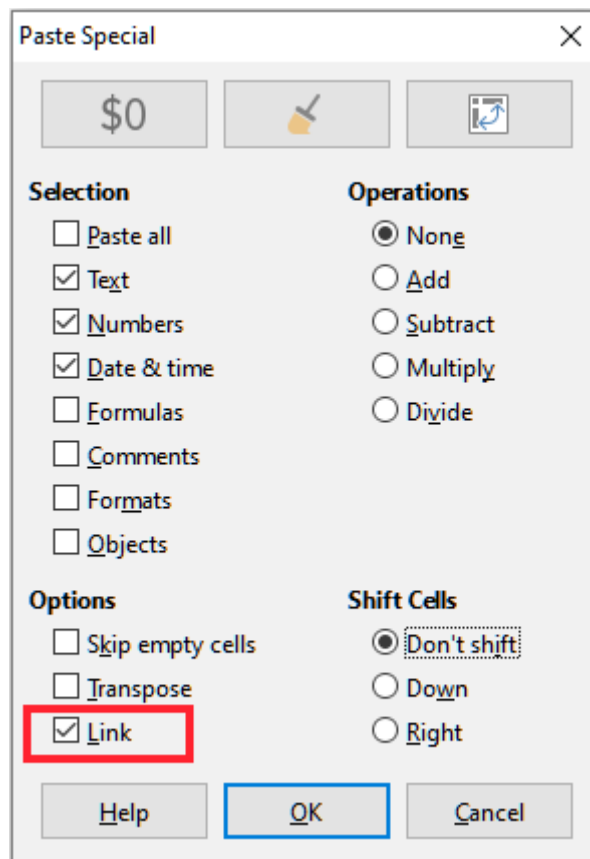 Paste Special
$0
Selection
Paste all
Text
Numbers
Date & time
Formulas
Comments
Formats
Objects
Operations
None
Add
Subtract
Multiply
Divide
Options
Skip empty cells
Transpose
Link
Shift Cells
Don't shift
Down
Right
Help
OK
Cancel